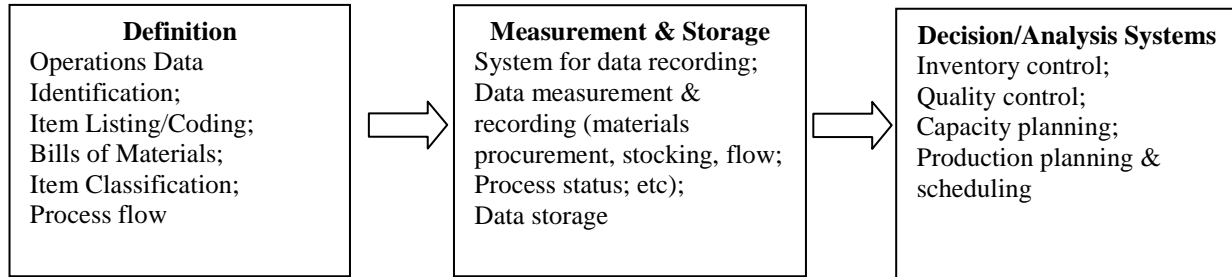 Definition
Operations Data
Identification;
Item Listing/Coding;
Bills of Materials;
Item Classification;
Process flow
Measurement & Storage
System for data recording;
Data measurement &
recording (materials
procurement, stocking, flow;
Process status; etc);
Data storage
Decision/Analysis Systems
Inventory control;
Quality control;
Capacity planning;
Production planning &
scheduling